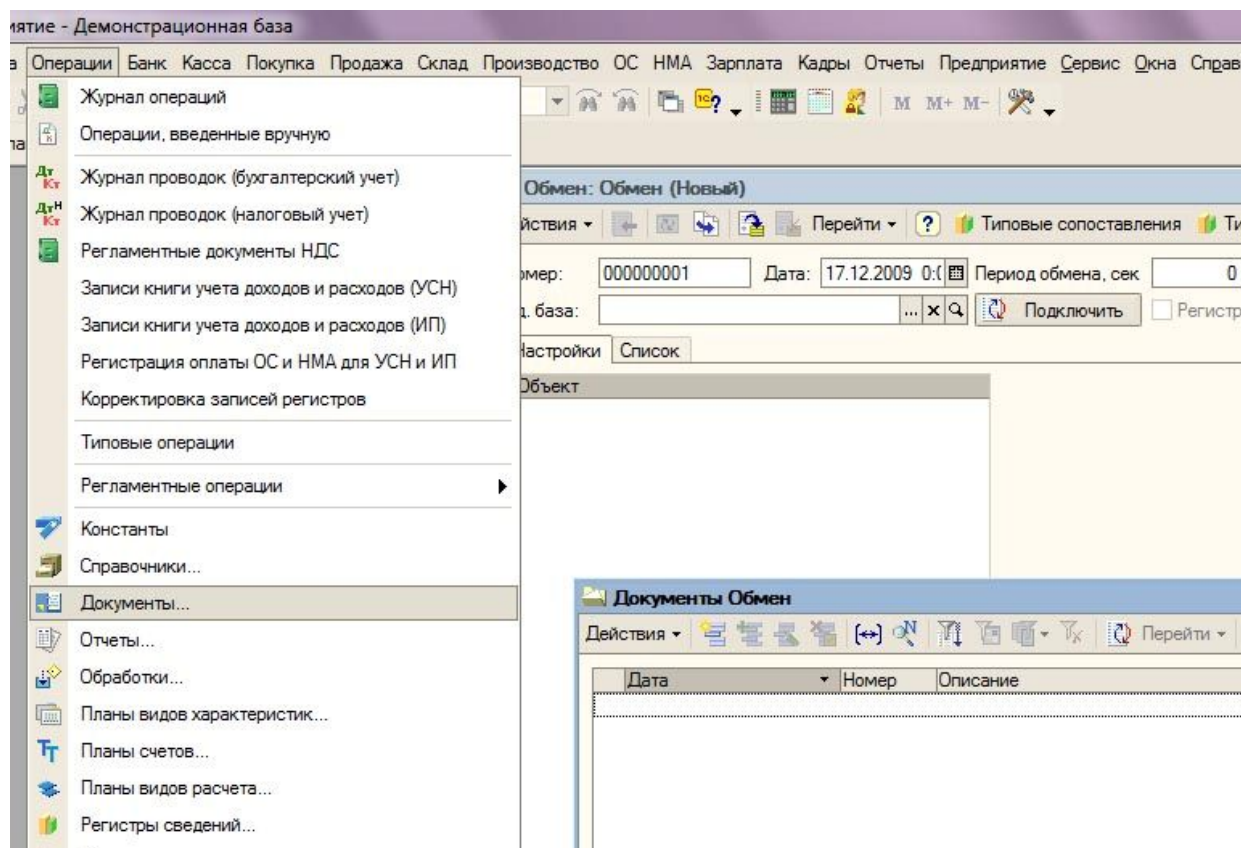 иятие - Демонстрационная база
а Операции Банк Касса Покупка Продажа Склад Производство ОС НМА Зарплата Кадры Отчеты Предприятие Сервис Окна Справ
M M+ M-
Журнал операций
Операции, введенные вручную
Журнал проводок (бухгалтерский учет)
Журнал проводок (налоговый учет)
Регламентные документы НДС
Записи книги учета доходов и расходов (УСН)
Записи книги учета доходов и расходов (ИП)
Регистрация оплаты ОС и НМА для УСН и ИП
Корректировка записей регистров
Типовые операции
Регламентные операции
Константы
Справочники...
Документы...
Отчеты...
Обработки...
Планы видов характеристик...
Планы счетов...
Планы видов расчета...
Регистры сведений...
Обмен: Обмен (Новый)
йствия Перейти ? Типовые сопоставления Ти
омер: 000000001 Дата: 17.12.2009 0:( Период обмена, сек 0
д. база: ... x Подключить Регистр
Настройки Список
Объект
Документы Обмен
Действия Перейти
Дата Номер Описание